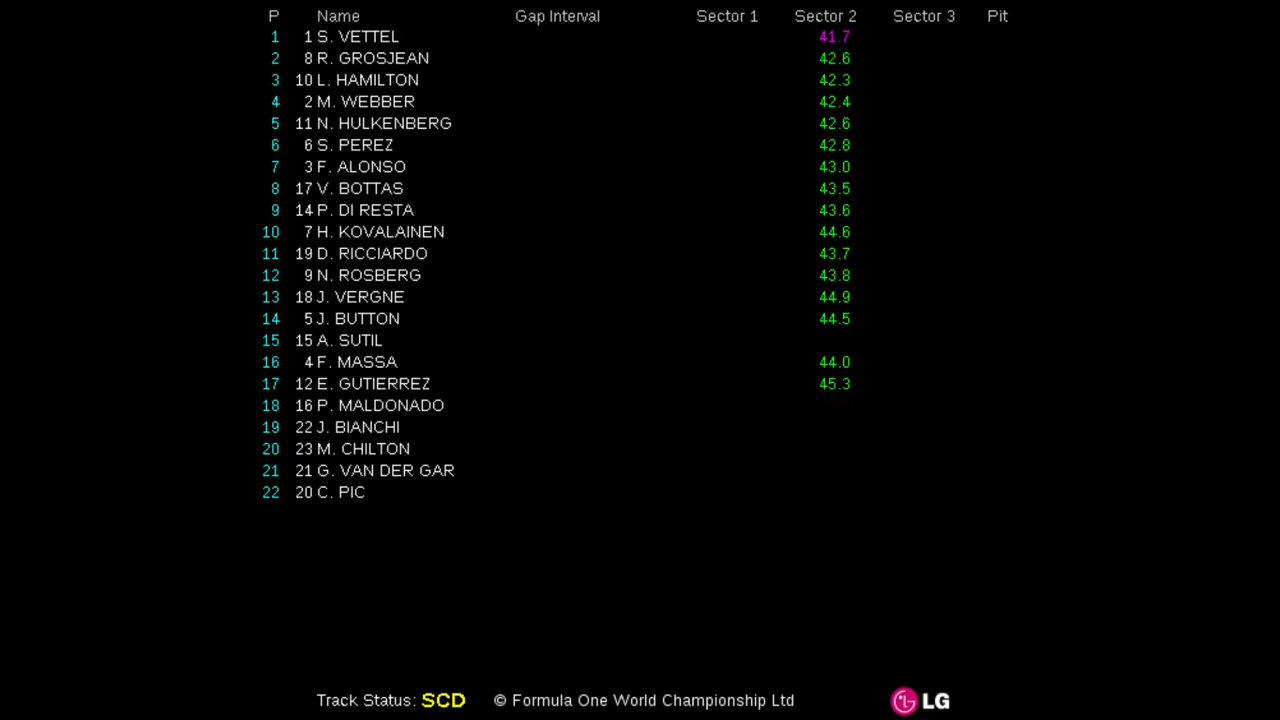 P Name Gap Interval Sector 1 Sector 2 Sector 3 Pit
1 1 S. VETTEL 41.7
2 8 R. GROSJEAN 42.6
3 10 L. HAMILTON 42.3
4 2 M. WEBBER 42.4
5 11 N. HULKENBERG 42.6
6 6 S. PEREZ 42.8
7 3 F. ALONSO 43.0
8 17 V. BOTTAS 43.5
9 14 P. DI RESTA 43.6
10 7 H. KOVALAINEN 44.6
11 19 D. RICCIARDO 43.7
12 9 N. ROSBERG 43.8
13 18 J. VERGNE 44.9
14 5 J. BUTTON 44.5
15 15 A. SUTIL
16 4 F. MASSA 44.0
17 12 E. GUTIERREZ 45.3
18 16 P. MALDONADO
19 22 J. BIANCHI
20 23 M. CHILTON
21 21 G. VAN DER GAR
22 20 C. PIC
Track Status: SCD © Formula One World Championship Ltd LG